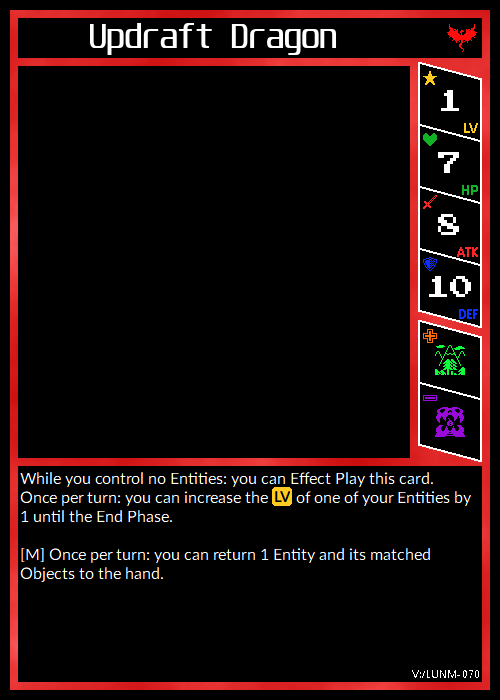 Updraft Dragon
1
LV
7
HP
8
ATK
10
DEF
While you control no Entities: you can Effect Play this card.
Once per turn: you can increase the LV of one of your Entities by
1 until the End Phase.
[M] Once per turn: you can return 1 Entity and its matched
Objects to the hand.
V:/LUNM-070